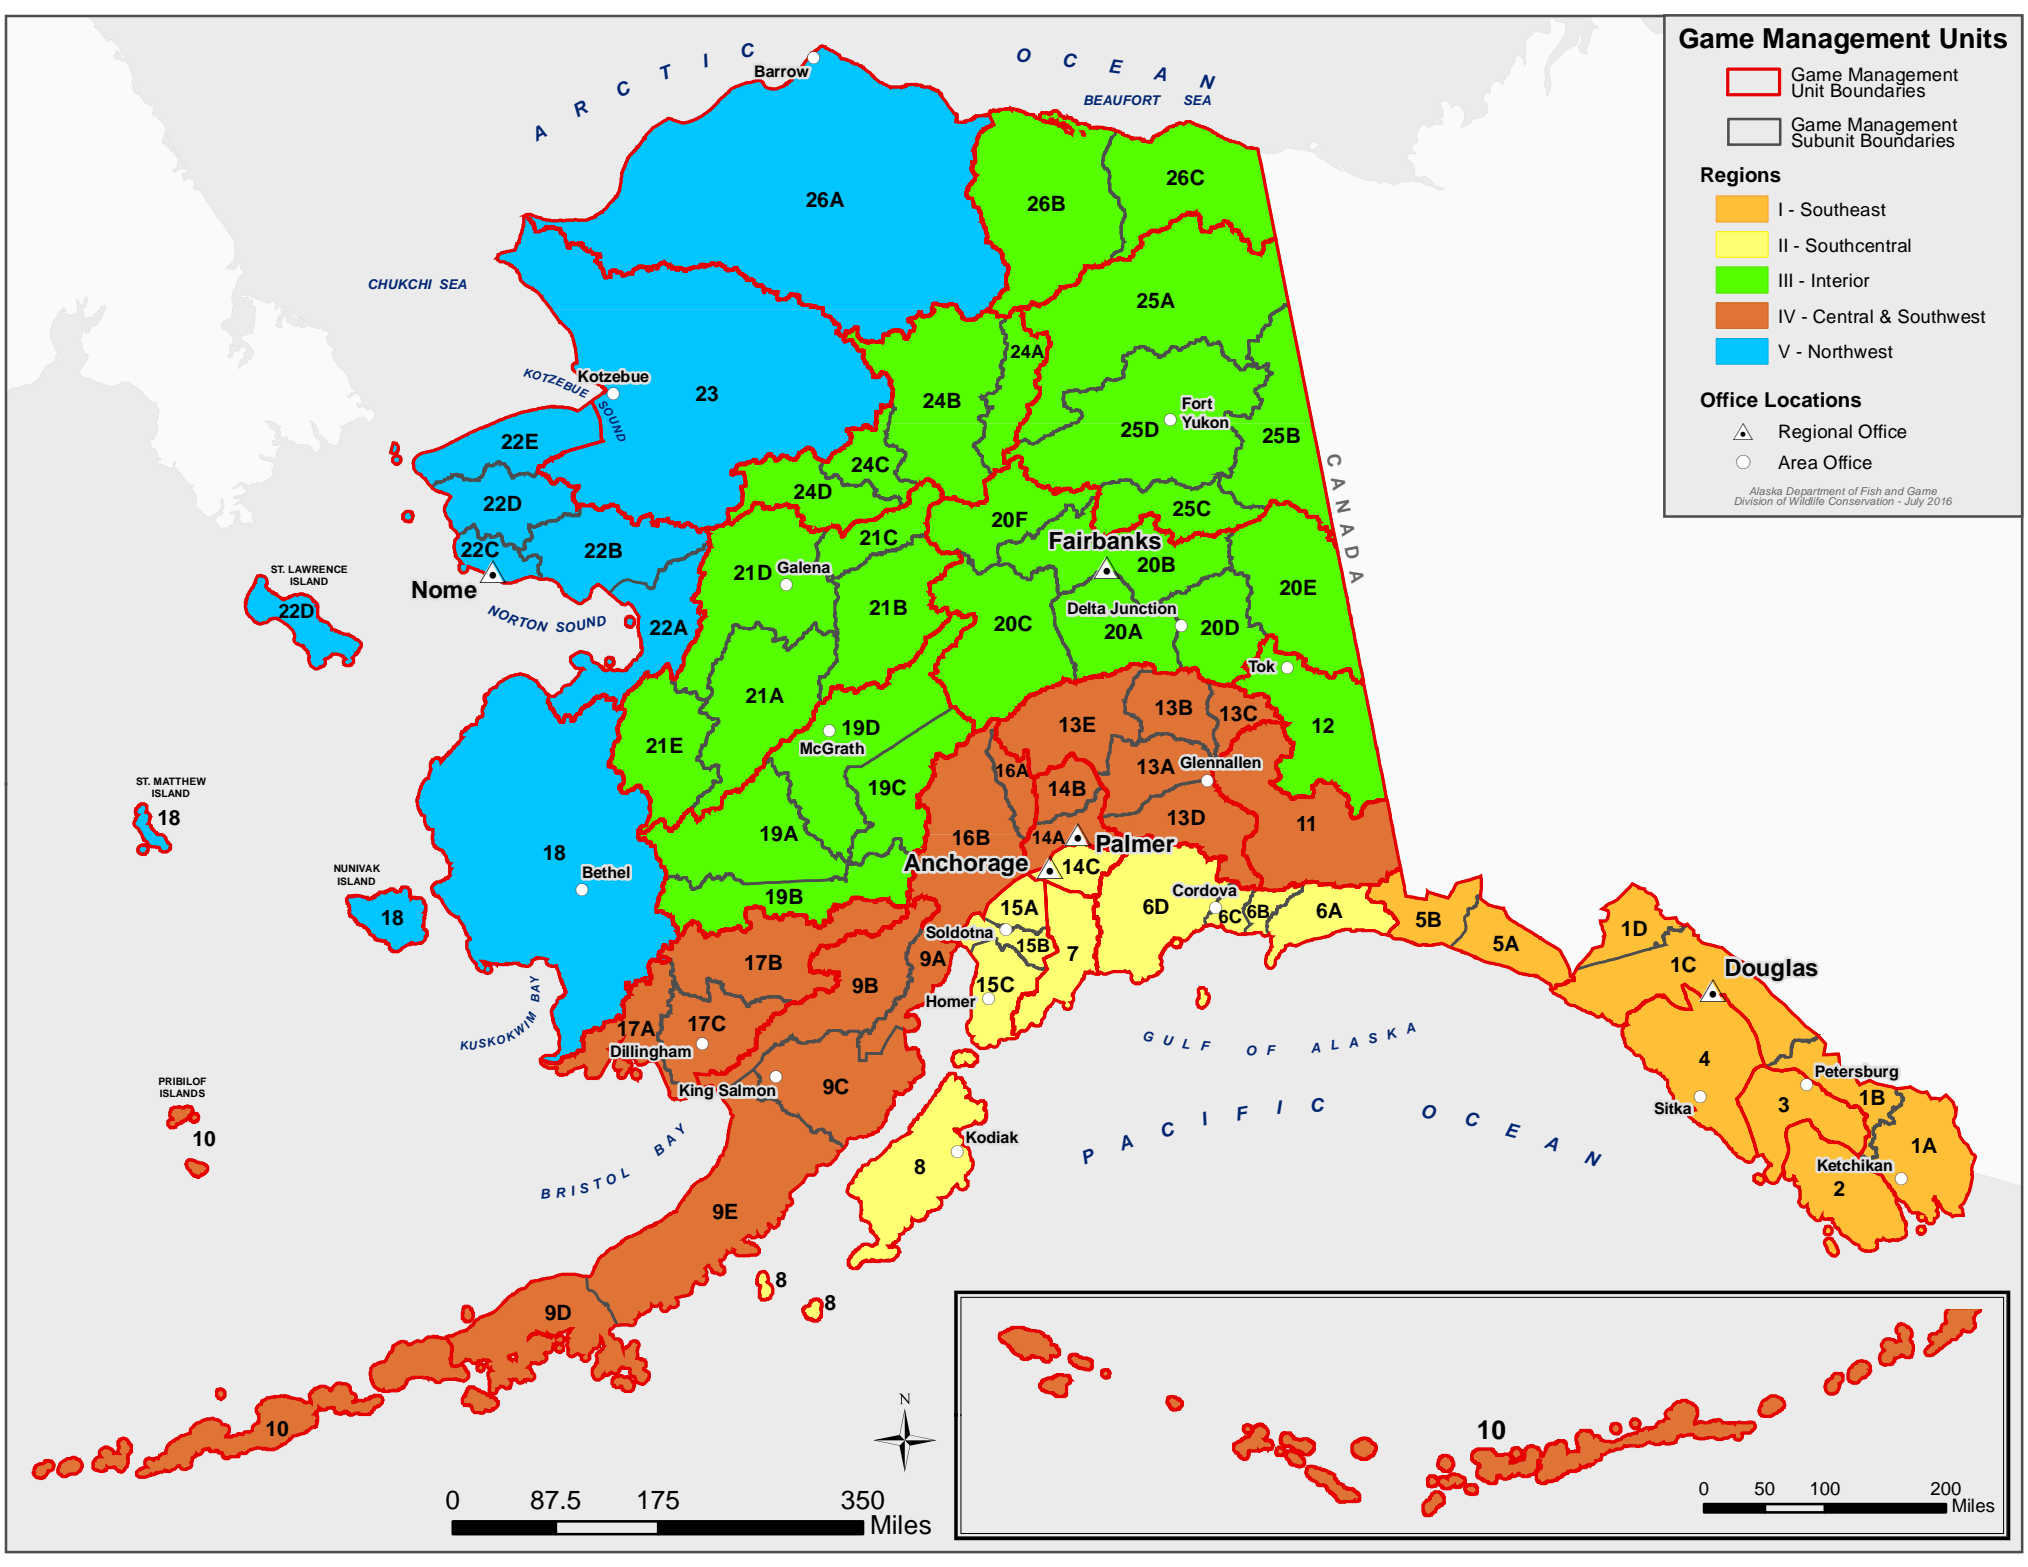 Game Management Units
Game Management
Unit Boundaries
Game Management
Subunit Boundaries
Regions
I - Southeast
II - Southcentral
III - Interior
IV - Central & Southwest
V - Northwest
Office Locations
Regional Office
Area Office
Alaska Department of Fish and Game
Division of Wildlife Conservation - July 2016
ARCTIC OCEAN
BEAUFORT SEA
Barrow
26A
26B
26C
CHUKCHI SEA
25A
24A
KOTZEBUE SOUND
Kotzebue
23
24B
Fort
Yukon
25D
25B
22E
24C
24D
22D
25C
20F
21C
CANADA
Fairbanks
22C
22B
20B
Nome
21D
Galena
20E
ST. LAWRENCE
ISLAND
22D
NORTON SOUND
22A
21B
20C
Delta Junction
20A
20D
Tok
21A
19D
McGrath
13E
13B
13C
12
21E
16A
13A
Glennallen
14B
19C
ST. MATTHEW
ISLAND
18
19A
16B
14A
Palmer
13D
11
18
Bethel
Anchorage
14C
NUNIVAK
ISLAND
18
19B
15A
6D
Cordova
6C
6B
6A
5B
5A
1D
Soldotna
15B
7
17B
9B
9A
15C
Homer
1C
Douglas
KUSKOKWIM BAY
17A
17C
Dillingham
GULF OF ALASKA
4
PRIBILOF
ISLANDS
10
King Salmon
9C
Petersburg
Sitka
3
1B
1A
PACIFIC OCEAN
BRISTOL BAY
Kodiak
8
Ketchikan
2
9E
8
8
9D
10
N
10
0 87.5 175 350
Miles
0 50 100 200
Miles